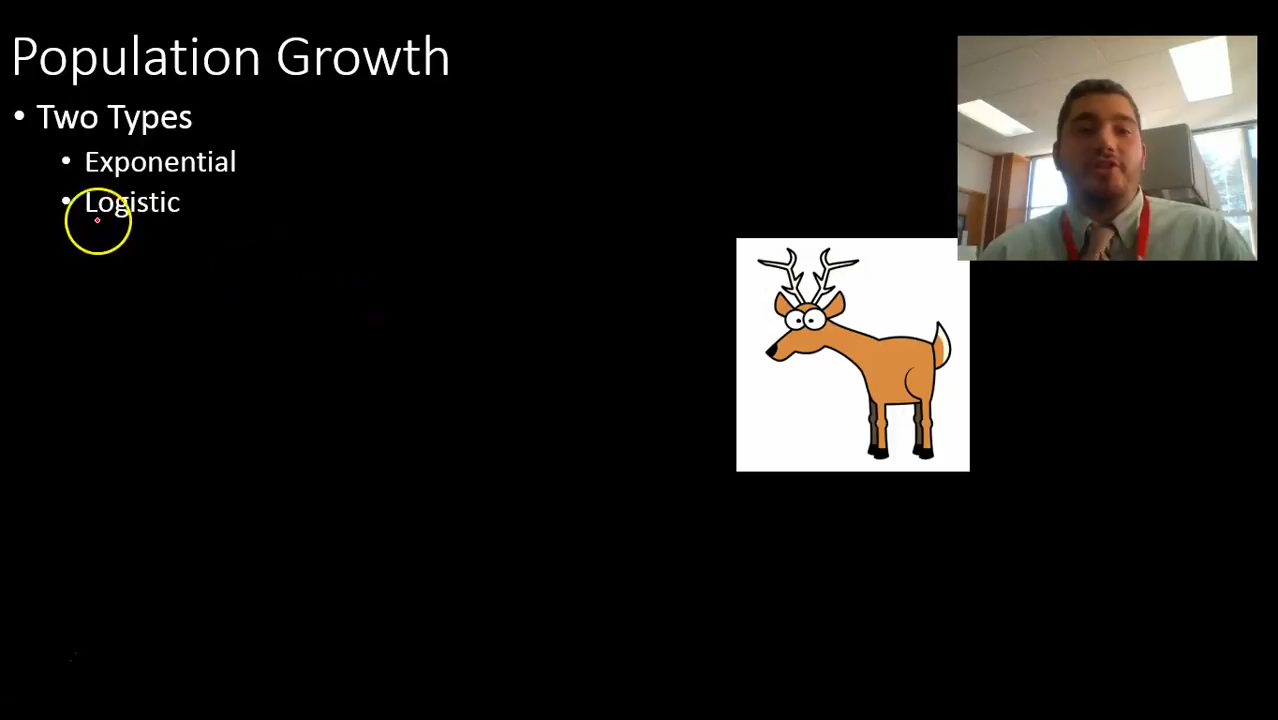 Population Growth
• Two Types
• Exponential
• Logistic